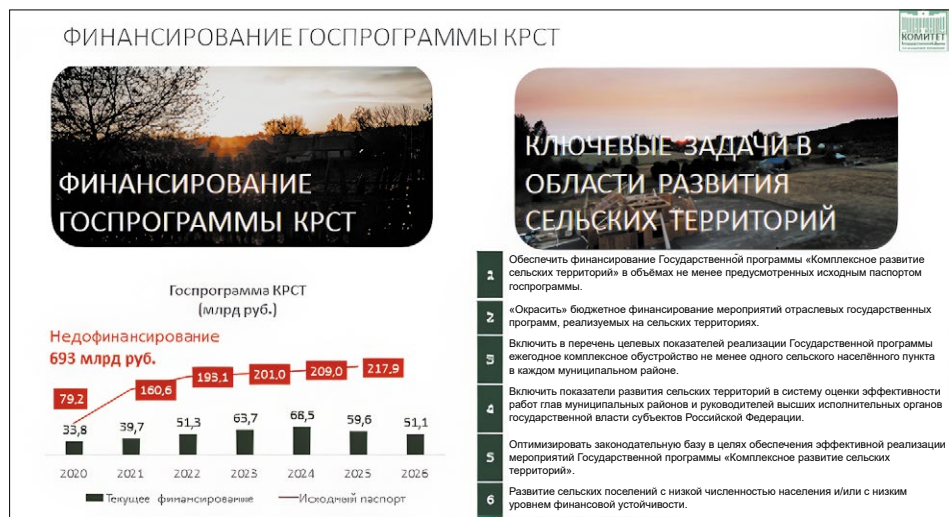 ФИНАНСИРОВАНИЕ ГОСПРОГРАММЫ КРСТ
КОМИТЕТ
ФИНАНСИРОВАНИЕ
ГОСПРОГРАММЫ КРСТ
Госпрограмма КРСТ
(млрд руб.)
Недофинансирование
693 млрд руб.
79,2
160,6
193,1
201,0
209,0
217,9
33,8
39,7
51,3
63,7
68,5
59,6
51,1
2020
2021
2022
2023
2024
2025
2026
Текущее финансирование
Исходный паспорт
КЛЮЧЕВЫЕ ЗАДАЧИ В
ОБЛАСТИ РАЗВИТИЯ
СЕЛЬСКИХ ТЕРРИТОРИЙ
1
Обеспечить финансирование Государственной программы «Комплексное развитие
сельских территорий» в объёмах не менее предусмотренных исходным паспортом
госпрограммы.
2
«Окрасить» бюджетное финансирование мероприятий отраслевых государственных
программ, реализуемых на сельских территориях.
3
Включить в перечень целевых показателей реализации Государственной программы
ежегодное комплексное обустройство не менее одного сельского населённого пункта
в каждом муниципальном районе.
4
Включить показатели развития сельских территорий в систему оценки эффективности
работ глав муниципальных районов и руководителей высших исполнительных органов
государственной власти субъектов Российской Федерации.
5
Оптимизировать законодательную базу в целях обеспечения эффективной реализации
мероприятий Государственной программы «Комплексное развитие сельских
территорий».
6
Развитие сельских поселений с низкой численностью населения и/или с низким
уровнем финансовой устойчивости.